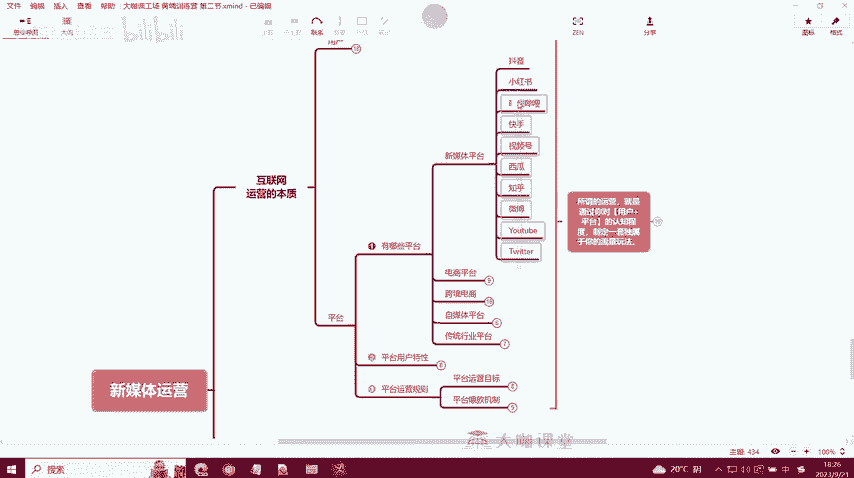 文件 编辑 插入 查看 帮助 大咖课工场 黄埔训练营 第二节.xmind - 已编辑
思维导图
大纲
联系
ZEN
分享
图标
格式
bilibili
抖音
小红书
哔哩
快手
视频号
西瓜
知乎
微博
Youtube
Twitter
新媒体平台
电商平台
跨境电商
自媒体平台
传统行业平台
有哪些平台
平台用户特性
平台运营规则
平台运营目标
平台爆款机制
平台
互联网
运营的本质
新媒体运营
所谓的运营，就是
通过你对【用户+
平台】的认知程
度，制定一套独属
于你的流量玩法。
大咖课堂
主题: 434
100%
搜索
20°C 阴
中
18:26
2023/9/21